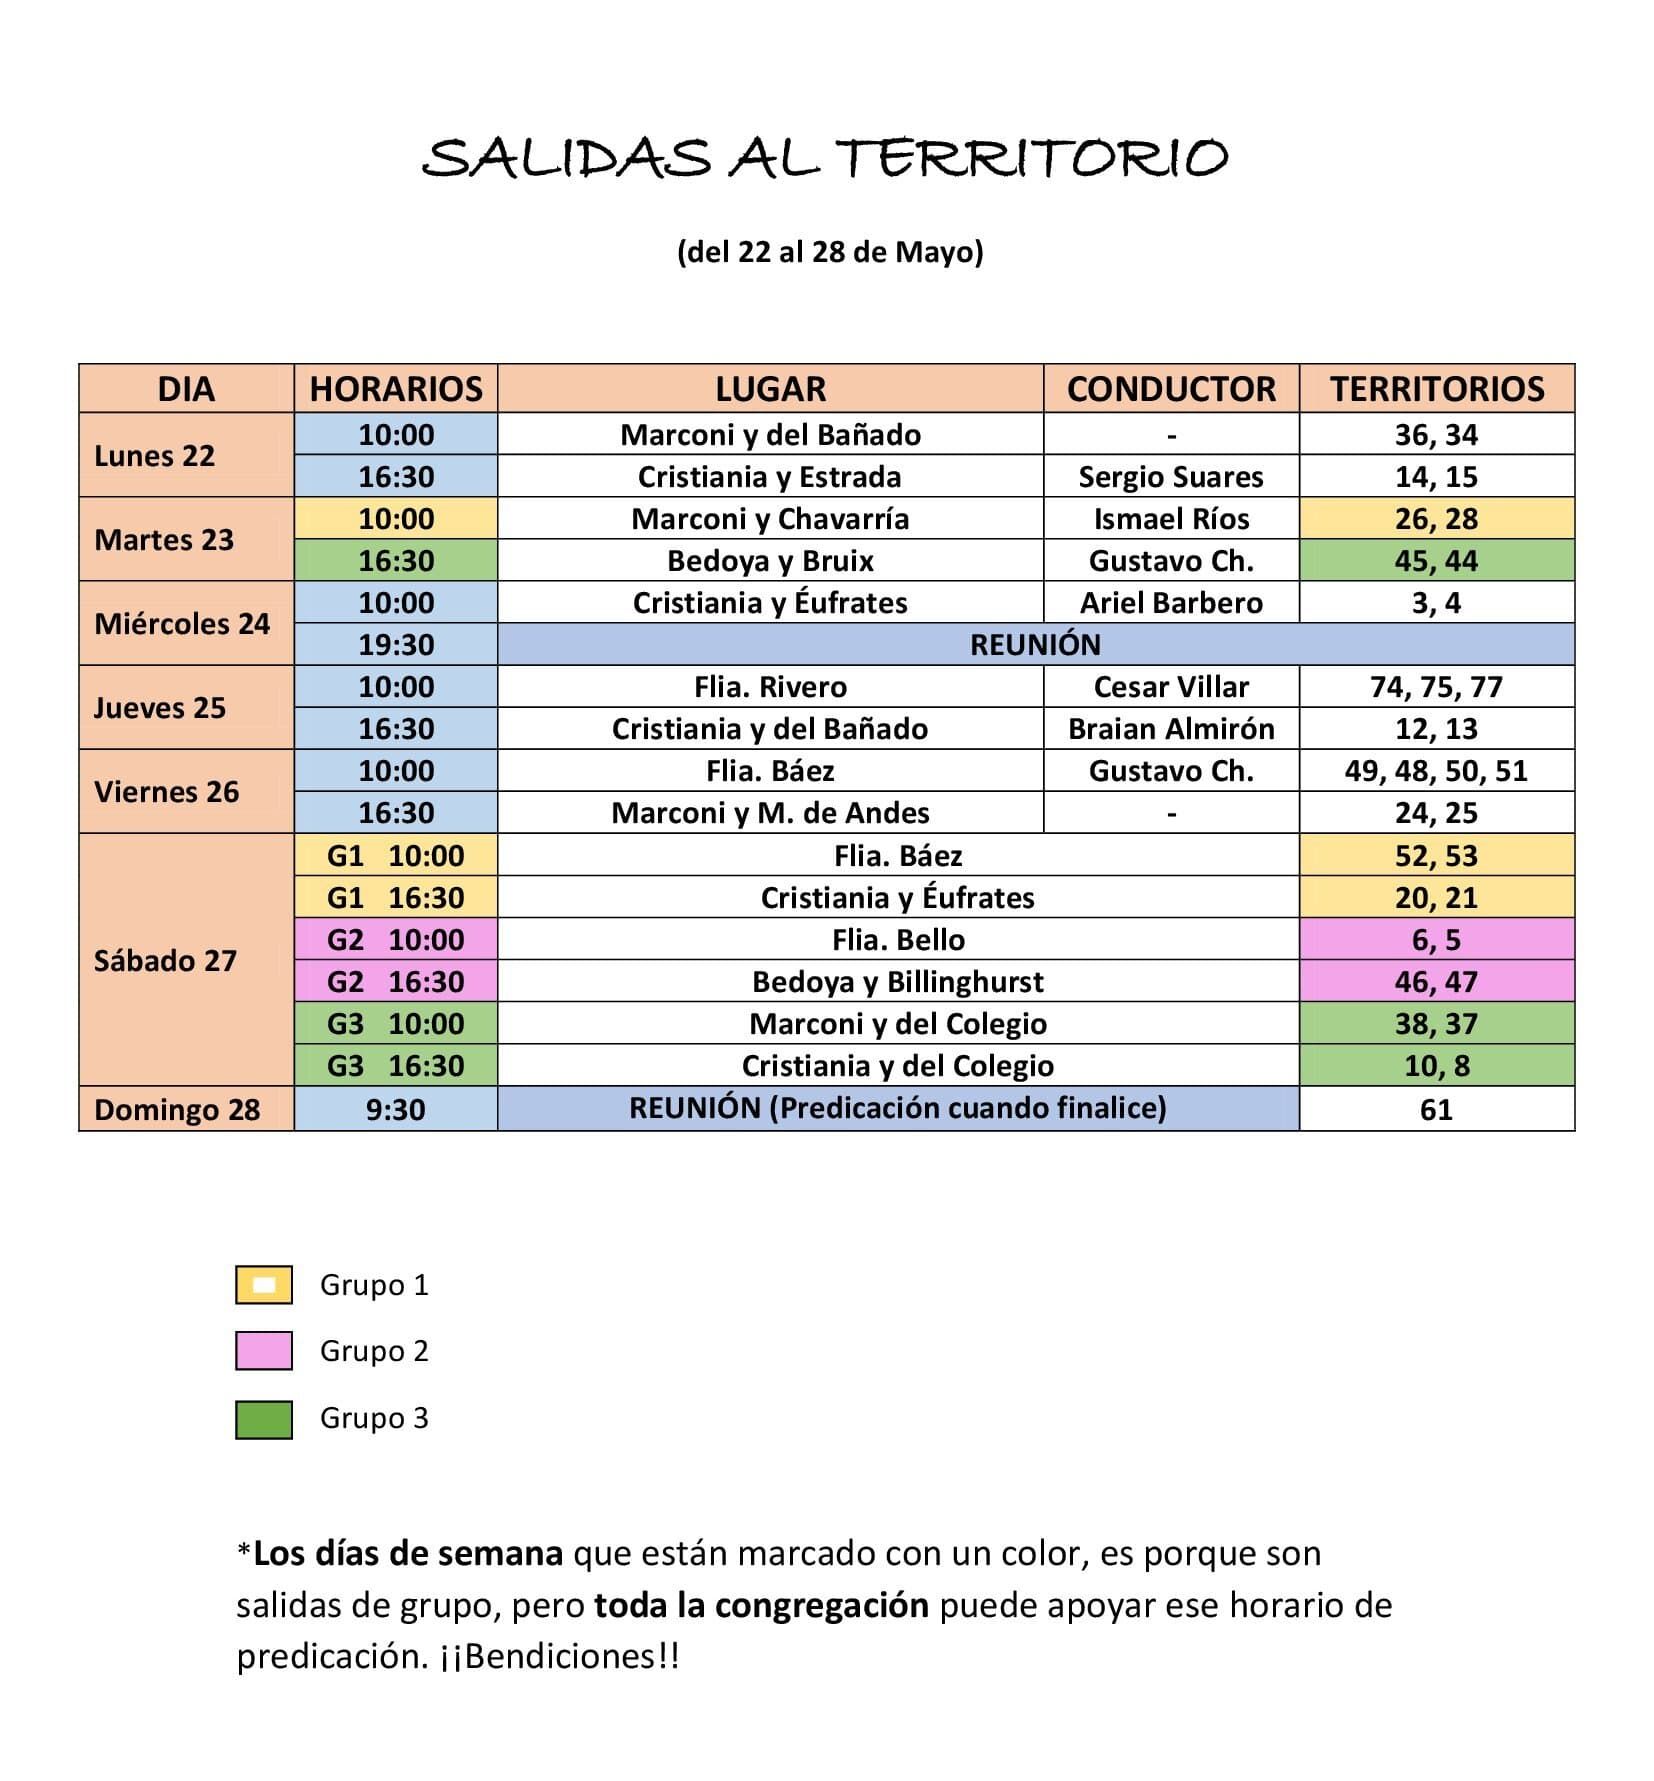 SALIDAS AL TERRITORIO
(del 22 al 28 de Mayo)
DIA HORARIOS LUGAR CONDUCTOR TERRITORIOS
Lunes 22
10:00 Marconi y del Bañado - 36, 34
16:30 Cristiania y Estrada Sergio Suares 14, 15
Martes 23
10:00 Marconi y Chavarría Ismael Ríos 26, 28
16:30 Bedoya y Bruix Gustavo Ch. 45, 44
Miércoles 24
10:00 Cristiania y Éufrates Ariel Barbero 3, 4
19:30 REUNIÓN
Jueves 25
10:00 Flia. Rivero Cesar Villar 74, 75, 77
16:30 Cristiania y del Bañado Braian Almirón 12, 13
Viernes 26
10:00 Flia. Báez Gustavo Ch. 49, 48, 50, 51
16:30 Marconi y M. de Andes - 24, 25
Sábado 27
G1 10:00 Flia. Báez 52, 53
G1 16:30 Cristiania y Éufrates 20, 21
G2 10:00 Flia. Bello 6, 5
G2 16:30 Bedoya y Billinghurst 46, 47
G3 10:00 Marconi y del Colegio 38, 37
G3 16:30 Cristiania y del Colegio 10, 8
Domingo 28 9:30 REUNIÓN (Predicación cuando finalice) 61
Grupo 1
Grupo 2
Grupo 3
*Los días de semana que están marcado con un color, es porque son
salidas de grupo, pero toda la congregación puede apoyar ese horario de
predicación. ¡¡Bendiciones!!